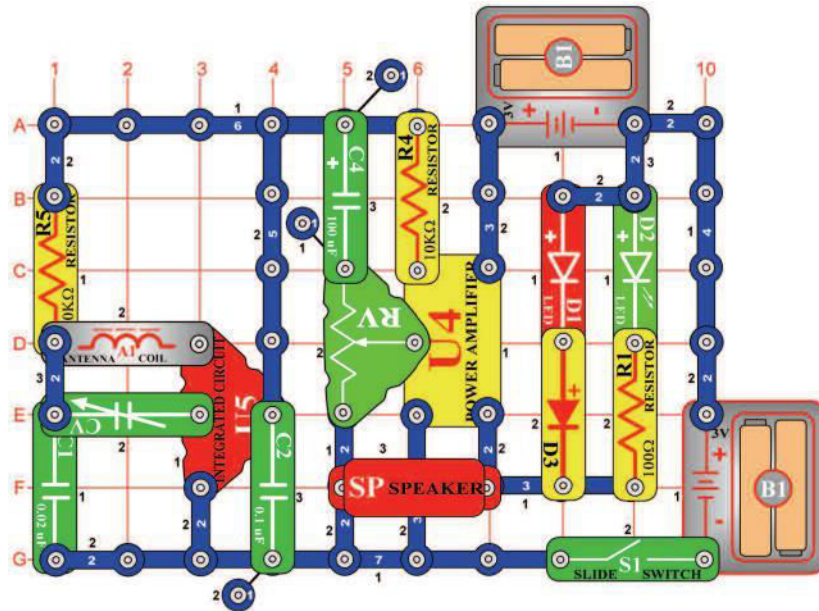 1 2 3 4 5 6 10
A
B
C
D
E
F
G
B1
3V
+ -
R5
RESISTOR
C4
+
100 uF
R4
RESISTOR
10KΩ
RV
U4
POWER AMPLIFIER
D1
LED
+
D2
LED
+
ANTENNA A1 COIL
CV
C1
0.02 uF
INTEGRATED CIRCUIT
U5
C2
0.1 uF
SP SPEAKER
D3
+
R1
RESISTOR
100Ω
3V
+
-
B1
S1
SLIDE SWITCH